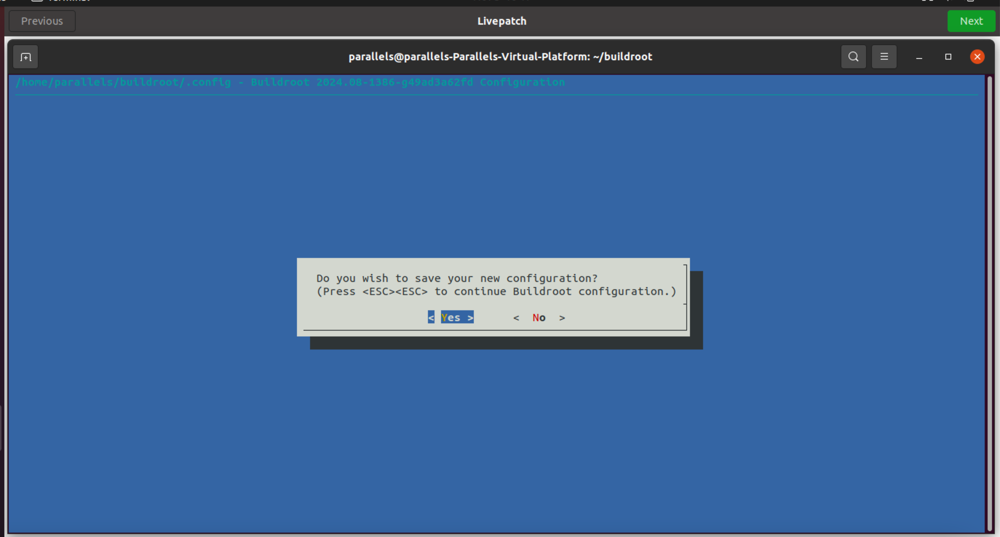 Previous
Livepatch
Next
parallels@parallels-Parallels-Virtual-Platform: ~/buildroot
/home/parallels/buildroot/.config - Buildroot 2024.08-1386-g49ad3a62fd Configuration
Do you wish to save your new configuration?
(Press <ESC><ESC> to continue Buildroot configuration.)
< Yes > < No >